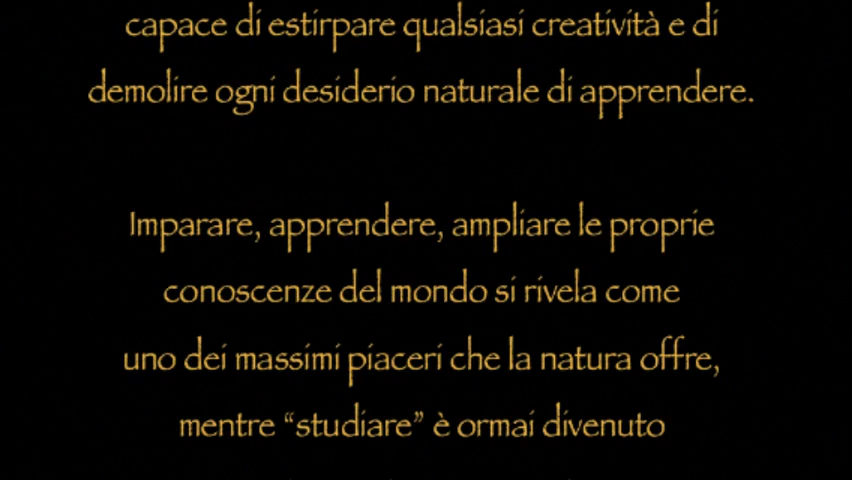 capace di estirpare qualsiasi creatività e di
demolire ogni desiderio naturale di apprendere.
Imparare, apprendere, ampliare le proprie
conoscenze del mondo si rivela come
uno dei massimi piaceri che la natura offre,
mentre “studiare” è ormai divenuto